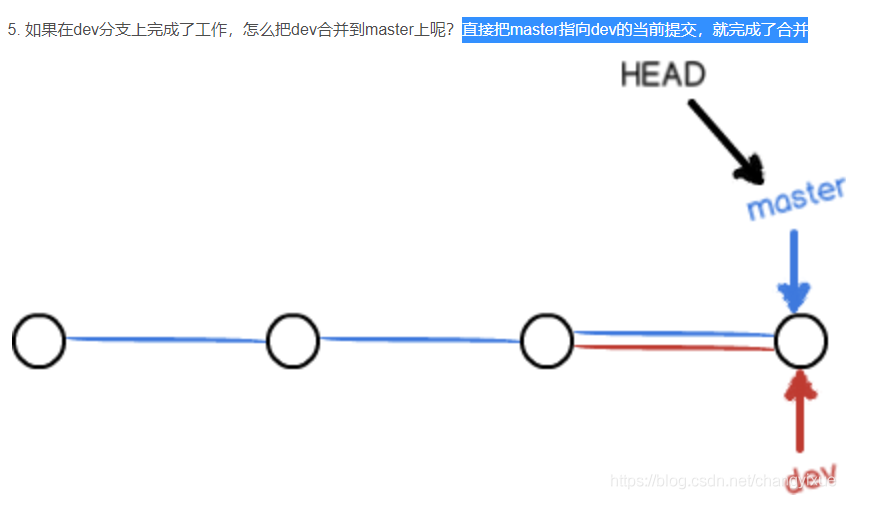 5. 如果在dev分支上完成了工作，怎么把dev合并到master上呢？直接把master指向dev的当前提交，就完成了合并
HEAD
master
dev